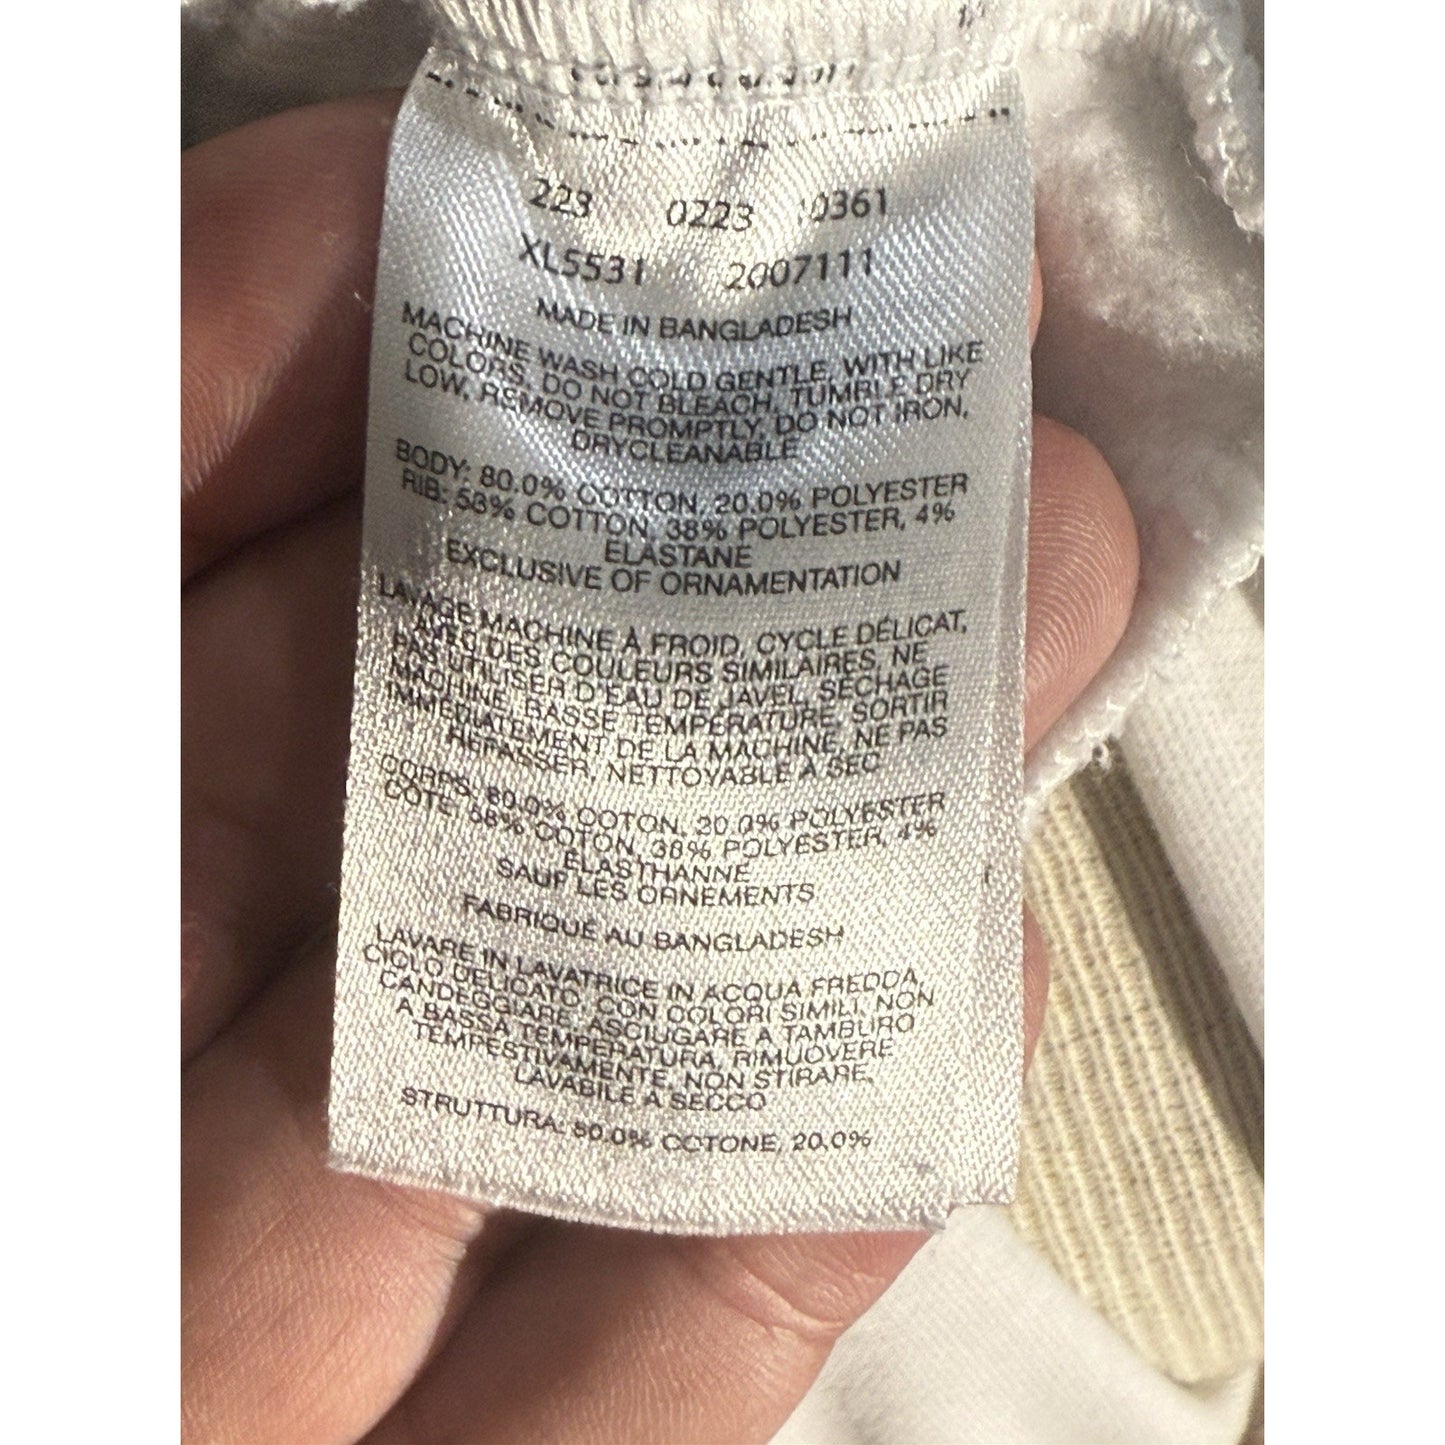 223 0223 0361
XLS531 2007111
MADE IN BANGLADESH
MACHINE WASH COLD GENTLE, WITH LIKE
COLORS, DO NOT BLEACH, TUMBLE DRY
LOW, REMOVE PROMPTLY, DO NOT IRON,
DRYCLEANABLE
BODY: 80.0% COTTON, 20.0% POLYESTER
RIB: 58% COTTON, 38% POLYESTER, 4%
ELASTANE
EXCLUSIVE OF ORNAMENTATION
LAVAGE MACHINE À FROID, CYCLE DÉLICAT,
AVEC DES COULEURS SIMILAIRES, NE
PAS UTILISER D'EAU DE JAVEL, SÉCHAGE
MACHINE, BASSE TEMPÉRATURE, SORTIR
IMMÉDIATEMENT DE LA MACHINE, NE PAS
REPASSER, NETTOYABLE À SEC
CORPS: 80.0% COTON, 20.0% POLYESTER
CÔTE: 58% COTON, 38% POLYESTER, 4%
ÉLASTHANNE
SAUF LES ORNEMENTS
FABRIQUÉ AU BANGLADESH
LAVARE IN LAVATRICE IN ACQUA FREDDA,
CICLO DELICATO, CON COLORI SIMILI, NON
CANDEGGIARE, ASCIUGARE A TAMBURO
A BASSA TEMPERATURA, RIMUOVERE
TEMPESTIVAMENTE, NON STIRARE,
LAVABILE A SECCO
STRUTTURA: 80.0% COTONE, 20.0%